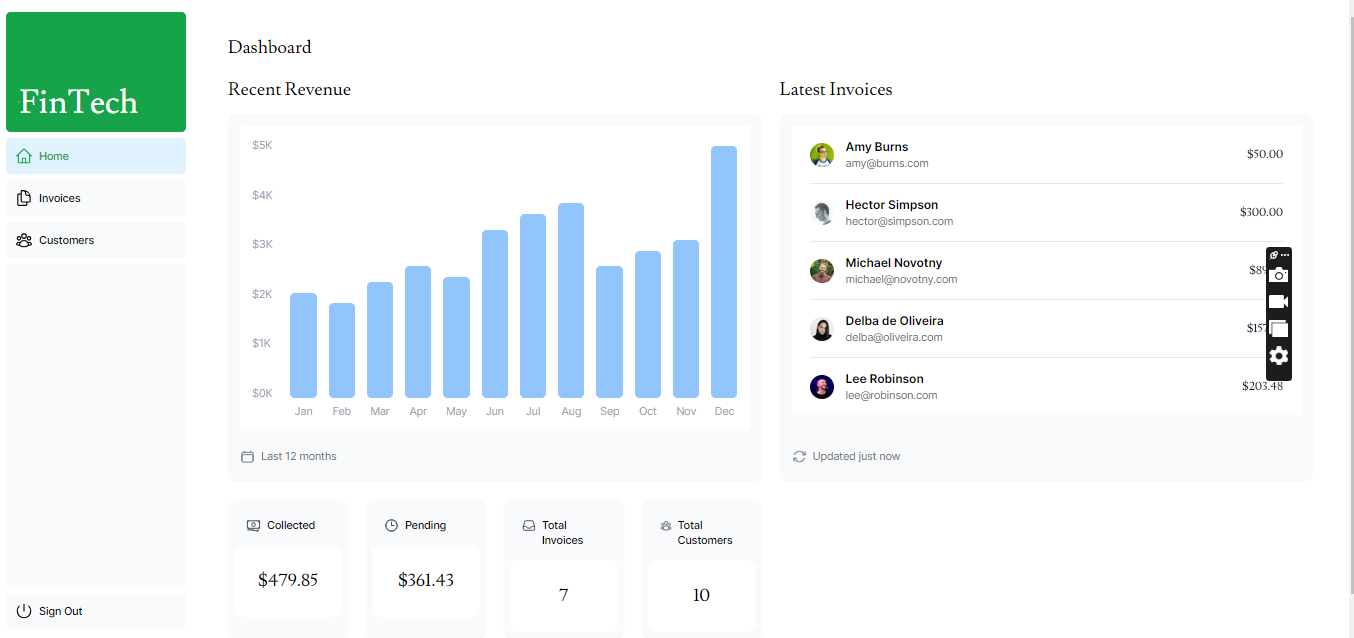 FinTech
Home
Invoices
Customers
Sign Out
Dashboard
Recent Revenue
$5K
$4K
$3K
$2K
$1K
$0K
Jan Feb Mar Apr May Jun Jul Aug Sep Oct Nov Dec
Last 12 months
Latest Invoices
Amy Burns
amy@burns.com
$50.00
Hector Simpson
hector@simpson.com
$300.00
Michael Novotny
michael@novotny.com
Delba de Oliveira
delba@oliveira.com
Lee Robinson
lee@robinson.com
$203.48
Updated just now
Collected
$479.85
Pending
$361.43
Total
Invoices
7
Total
Customers
10